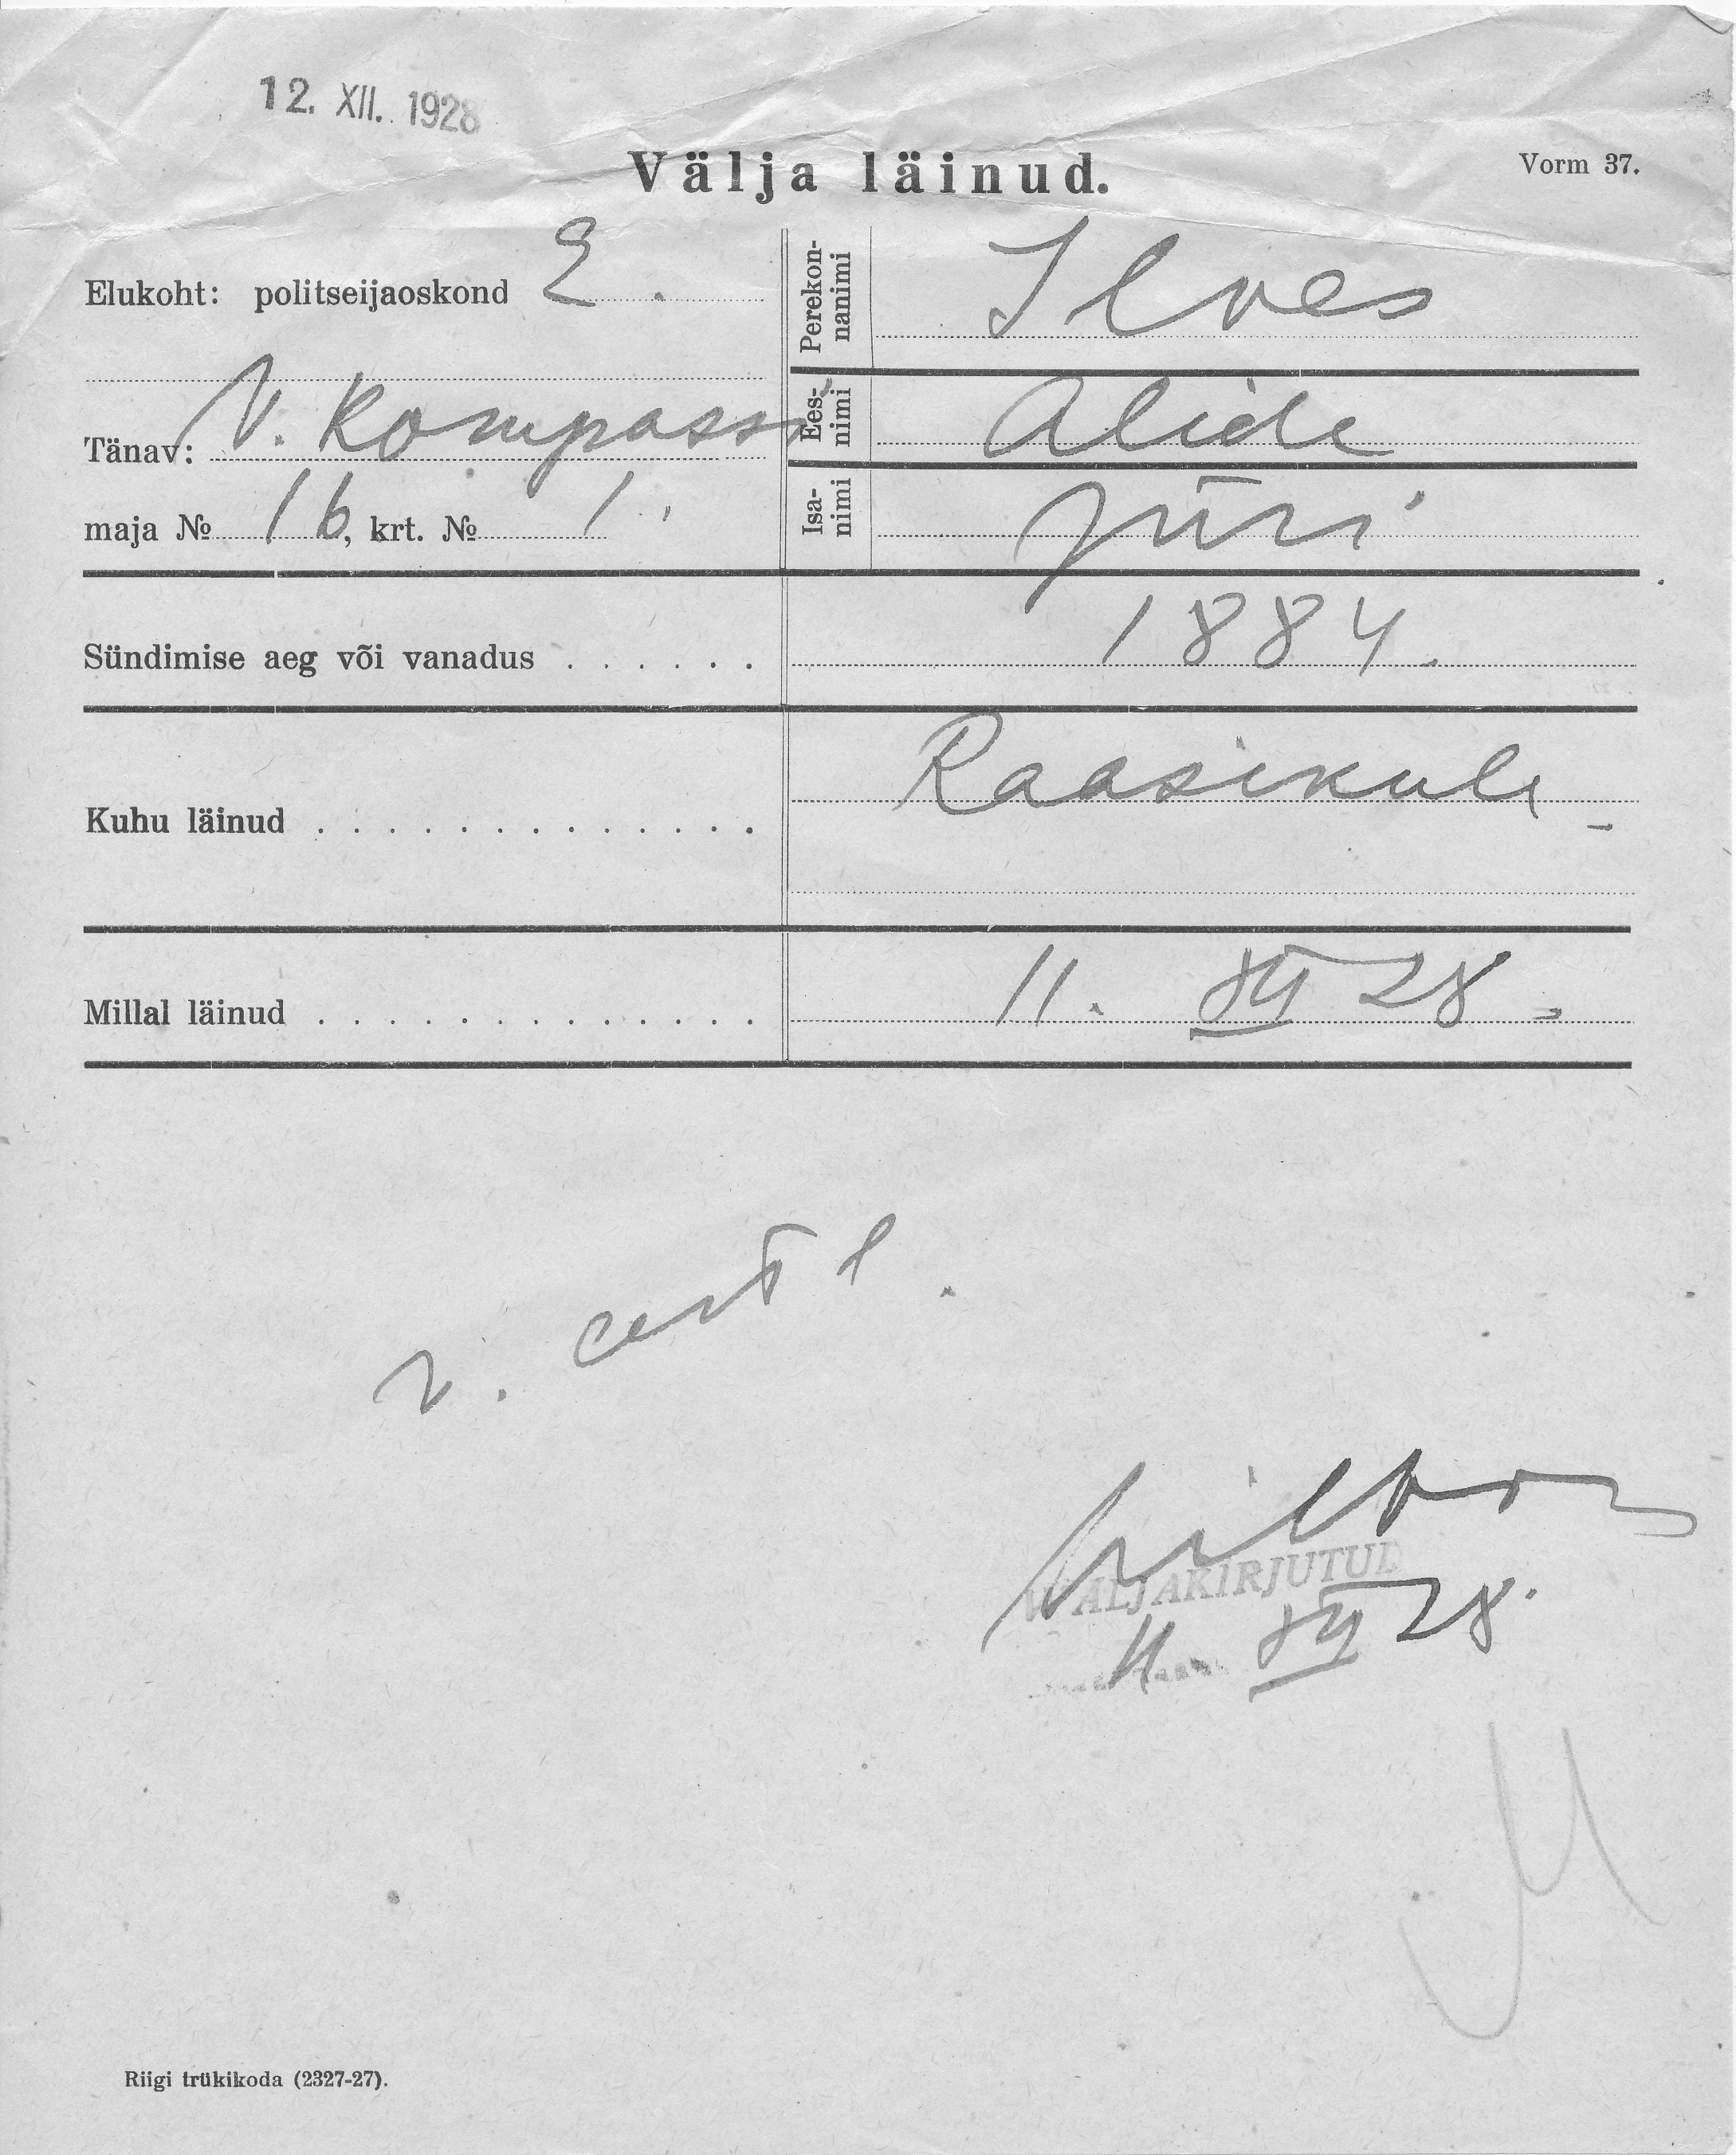 12. XII. 1928
Välja läinud.
Vorm 37.
Elukoht: politseijaoskond 2.
Tänav: V. Kompassi
maja № 16, krt. № 1.
Perekonnanimi Ilves
Eesnimi Alide
Isanimi Jüri
Sündimise aeg või vanadus . . . . . . 1884.
Kuhu läinud . . . . . . . . . . . . . Raasikule
Millal läinud . . . . . . . . . . . . . 11. XII 28.
WÄLJAKIRJUTUD
11. XII 28.
Riigi trükikoda (2327-27).